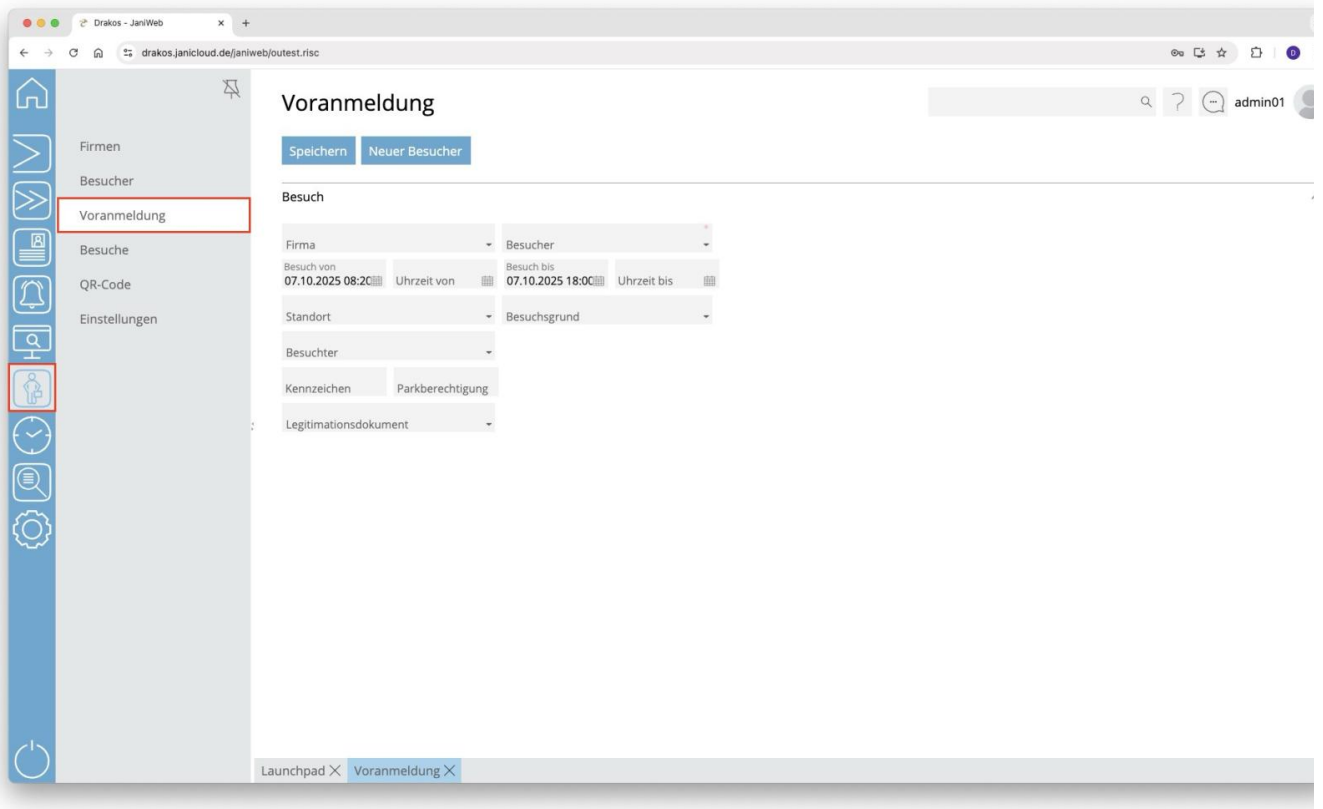 Drakos - JaniWeb
drakos.janicloud.de/janiweb/outest.risc
D
Voranmeldung
admin01
Firmen
Besucher
Voranmeldung
Besuche
QR-Code
Einstellungen
Speichern Neuer Besucher
Besuch
Firma Besucher *
Besuch von Besuch bis
07.10.2025 08:20 Uhrzeit von 07.10.2025 18:00 Uhrzeit bis
Standort Besuchsgrund
Besuchter
Kennzeichen Parkberechtigung
Legitimationsdokument
Launchpad Voranmeldung